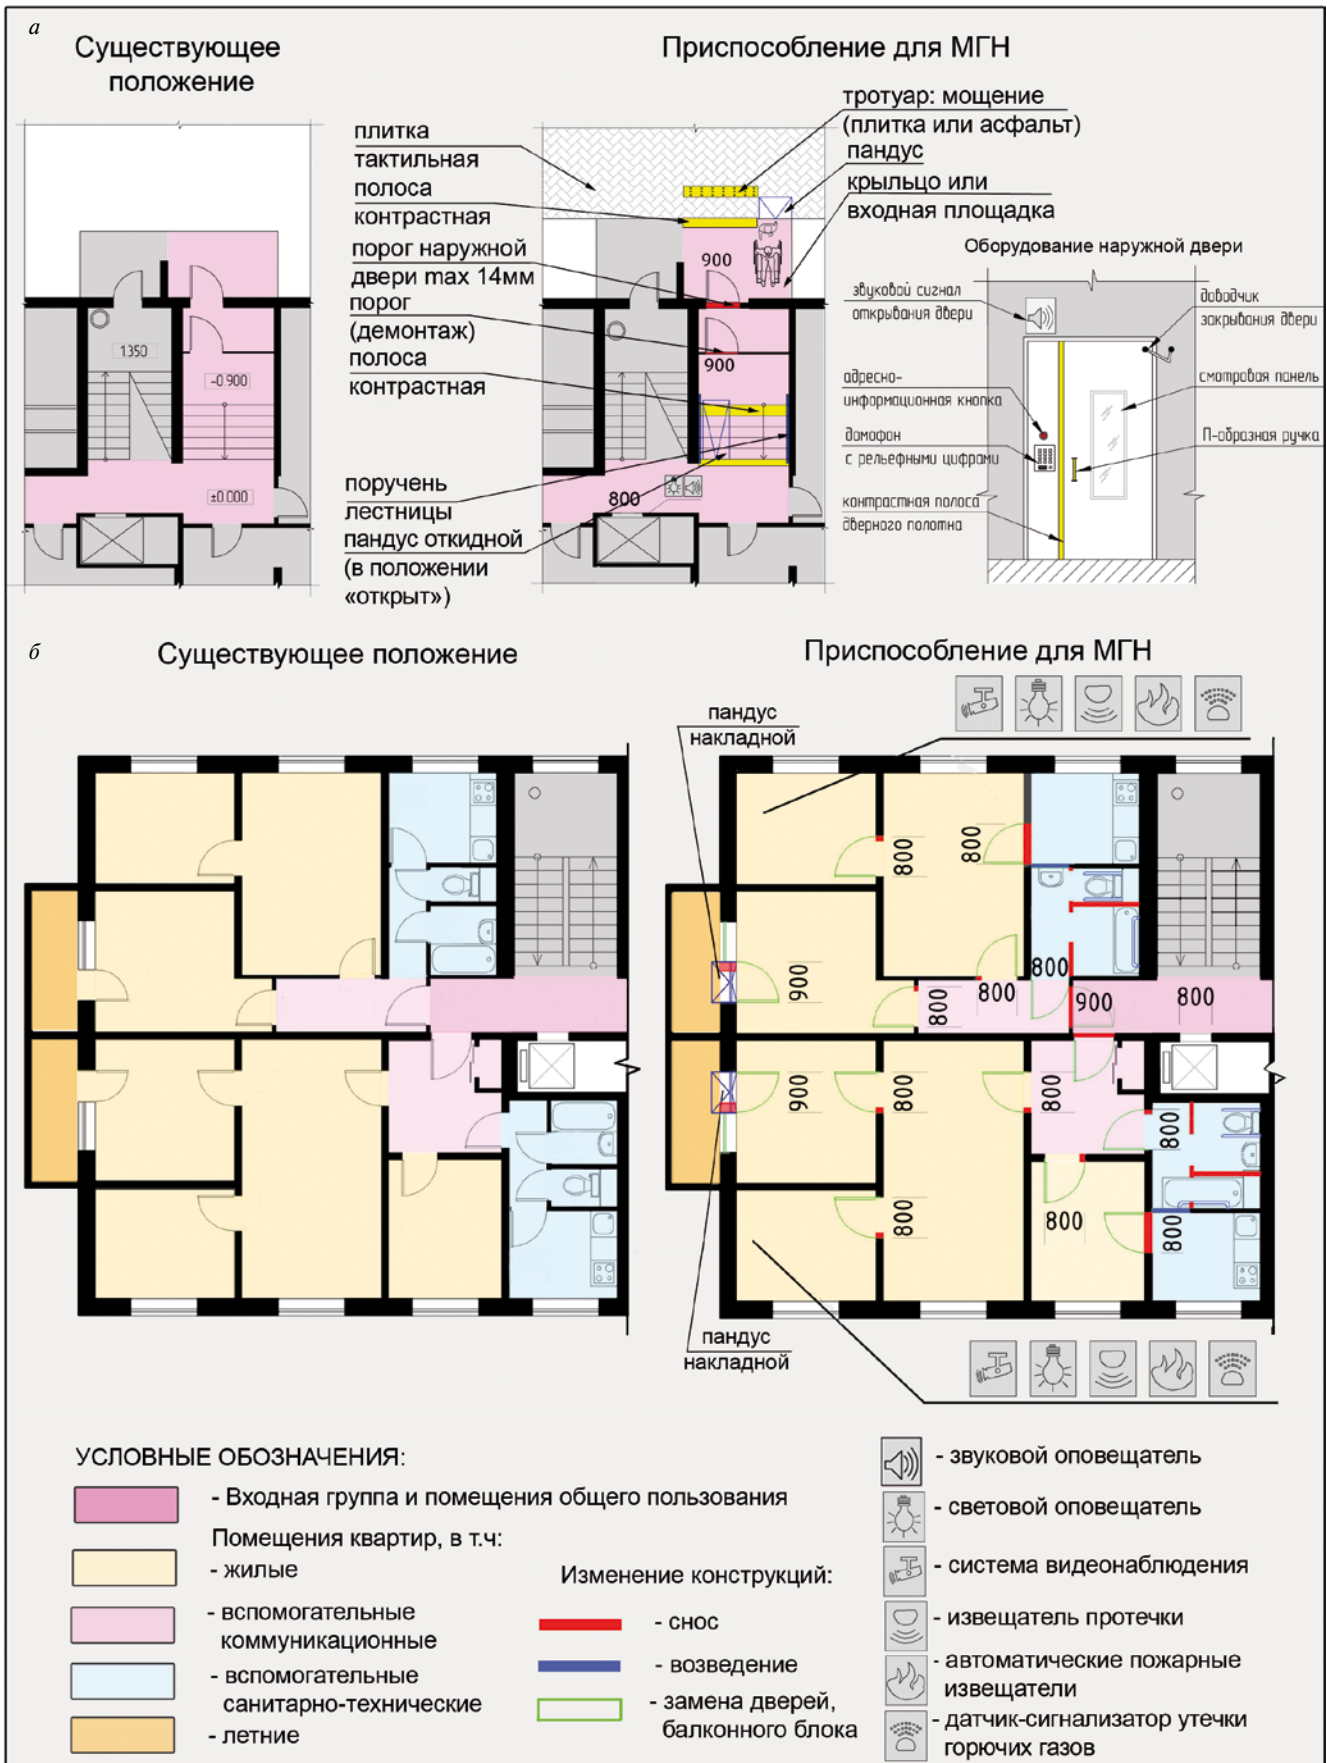 а
Существующее
положение
1.350
-0.900
±0.000
Приспособление для МГН
плитка
тактильная
полоса
контрастная
порог наружной
двери max 14мм
порог
(демонтаж)
полоса
контрастная
поручень
лестницы
пандус откидной
(в положении
«открыт»)
тротуар: мощение
(плитка или асфальт)
пандус
крыльцо или
входная площадка
900
900
800
Оборудование наружной двери
звуковой сигнал
открывания двери
адресно-
информационная кнопка
домофон
с рельефными цифрами
контрастная полоса
дверного полотна
доводчик
закрывания двери
смотровая панель
П-образная ручка
б
Существующее положение
Приспособление для МГН
пандус
накладной
800
800
900
800
800
800
900
800
900
800
800
800
800
800
800
пандус
накладной
УСЛОВНЫЕ ОБОЗНАЧЕНИЯ:
- Входная группа и помещения общего пользования
Помещения квартир, в т.ч:
- жилые
- вспомогательные
коммуникационные
- вспомогательные
санитарно-технические
- летние
Изменение конструкций:
- снос
- возведение
- замена дверей,
балконного блока
- звуковой оповещатель
- световой оповещатель
- система видеонаблюдения
- извещатель протечки
- автоматические пожарные
извещатели
- датчик-сигнализатор утечки
горючих газов